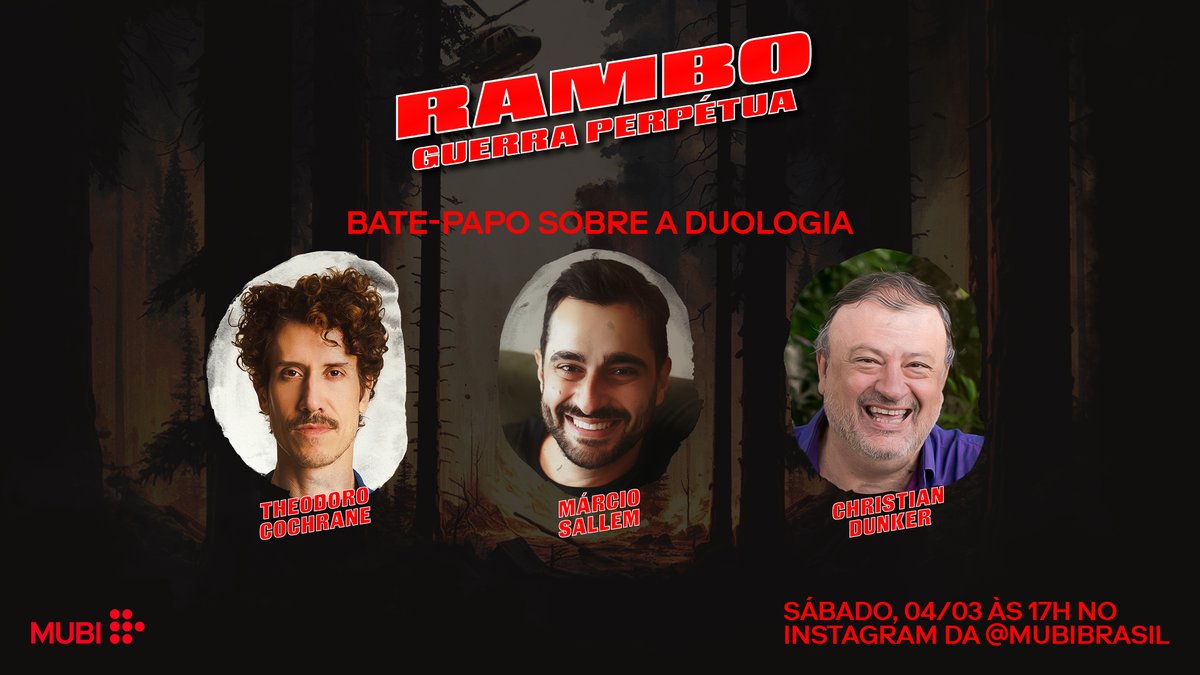 RAMBO
GUERRA PERPÉTUA
BATE-PAPO SOBRE A DUOLOGIA
THEODORO
COCHRANE
MÁRCIO
SALLEM
CHRISTIAN
DUNKER
MUBI
SÁBADO, 04/03 ÀS 17H NO
INSTAGRAM DA @MUBIBRASIL